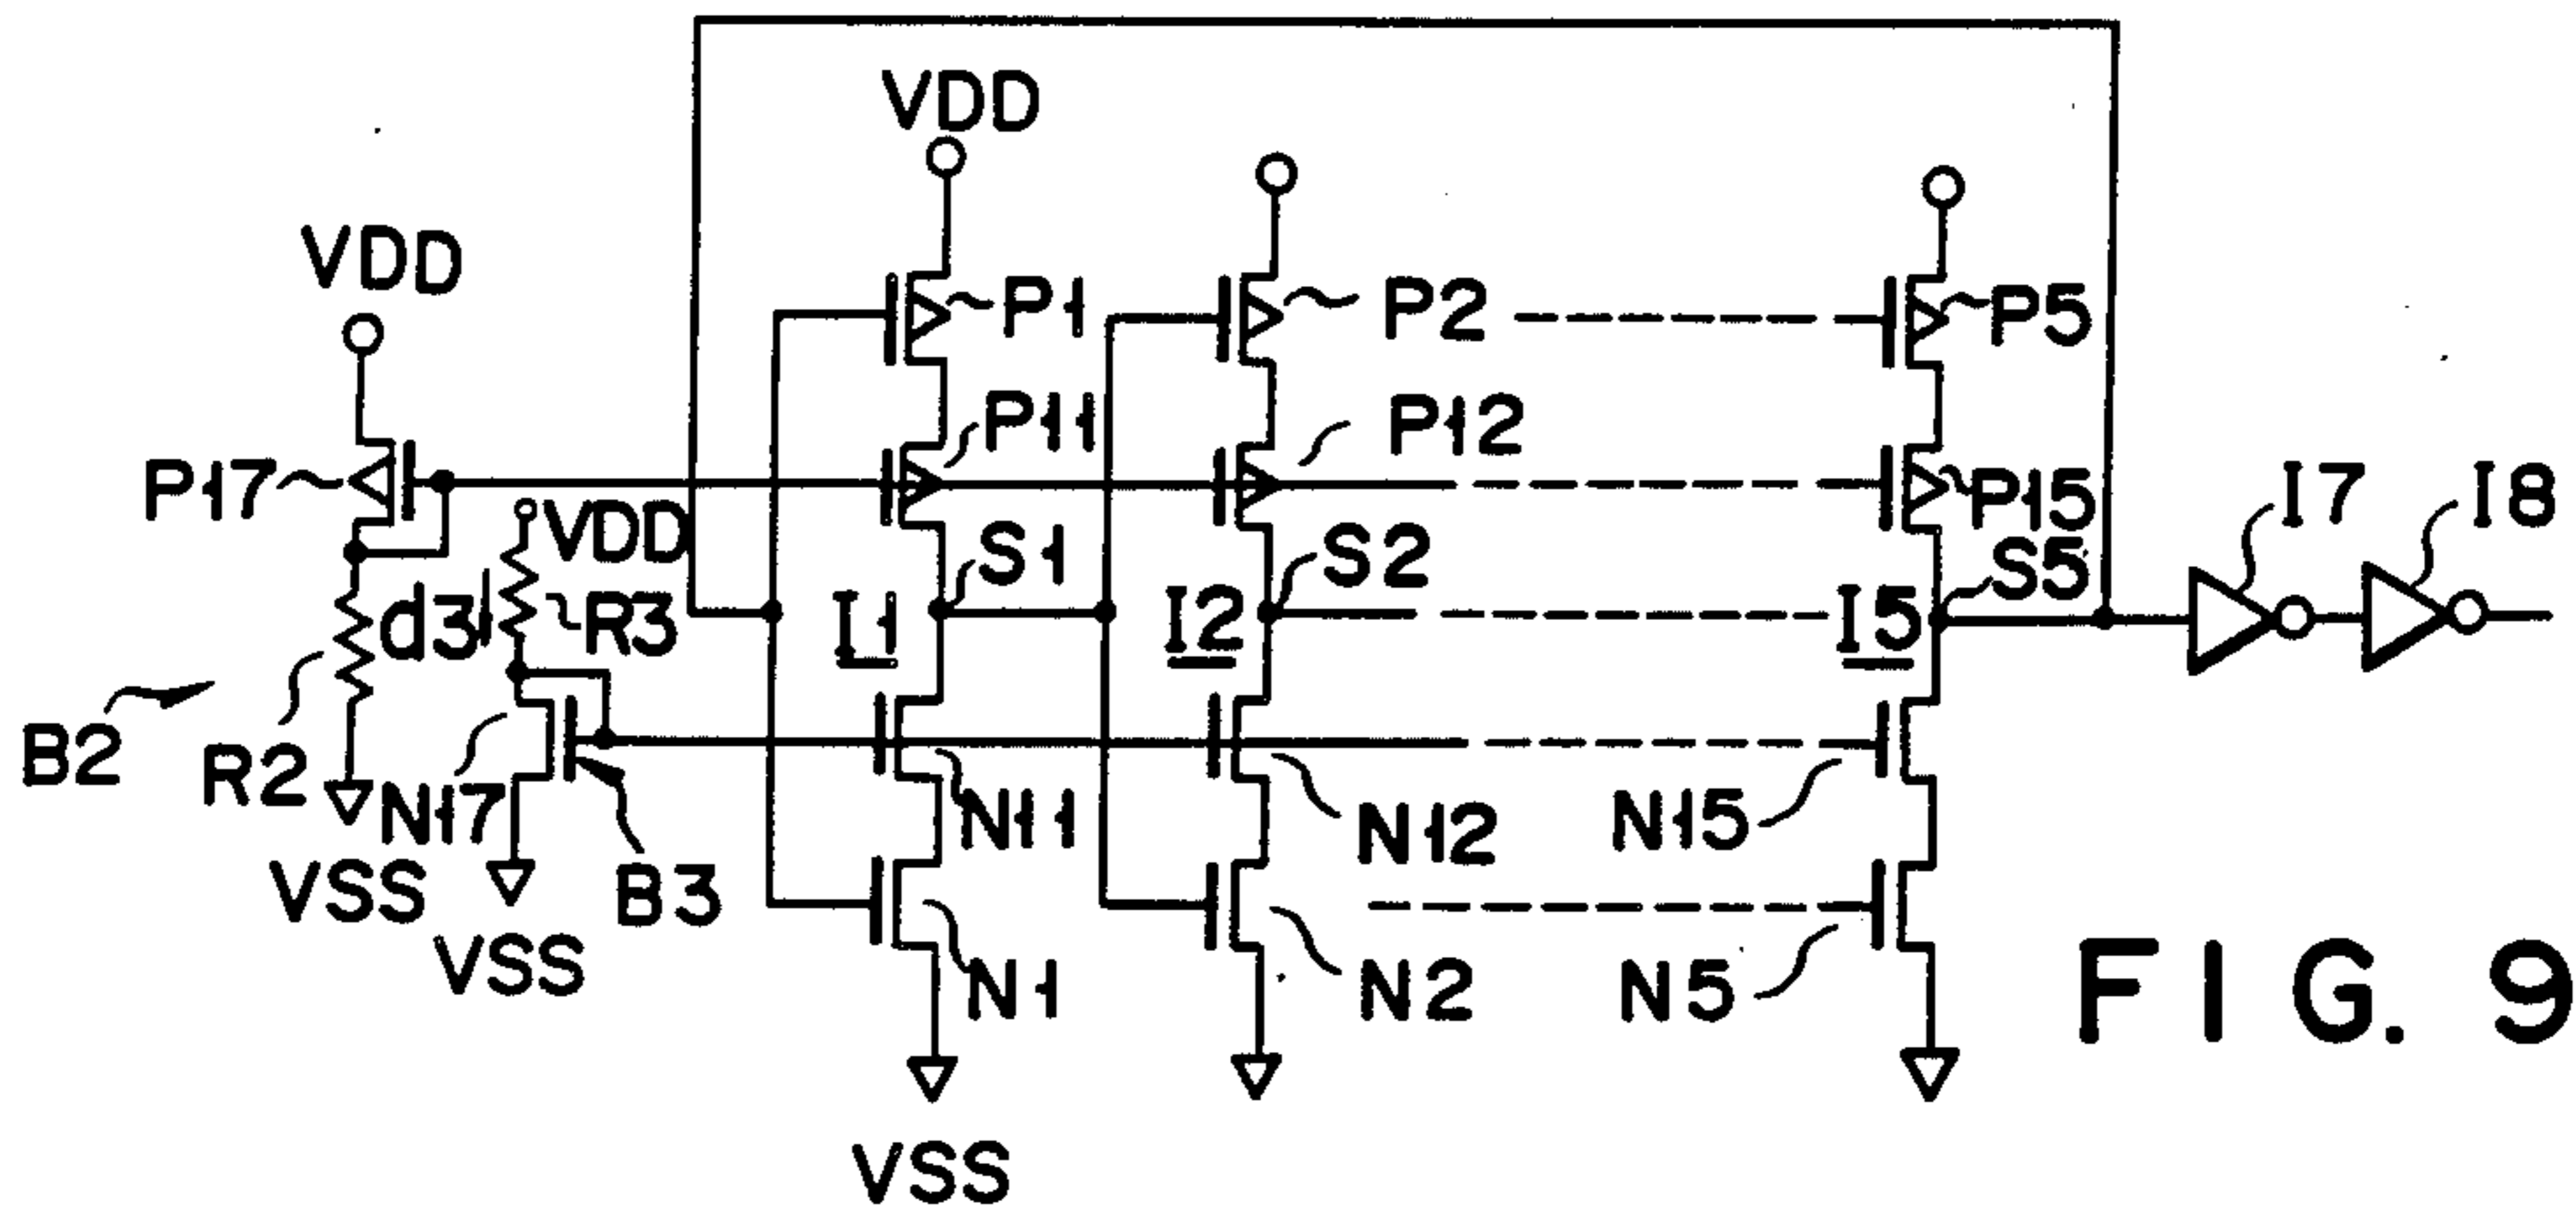 VDD
VDD
P1
P2
P5
P11
P12
P15
P17
VDD
S1
S2
S5
I7
I8
d3
R3
I1
I2
I5
B2
R2
N17
B3
N11
N12
N15
VSS
VSS
N1
N2
N5
FIG. 9
VSS